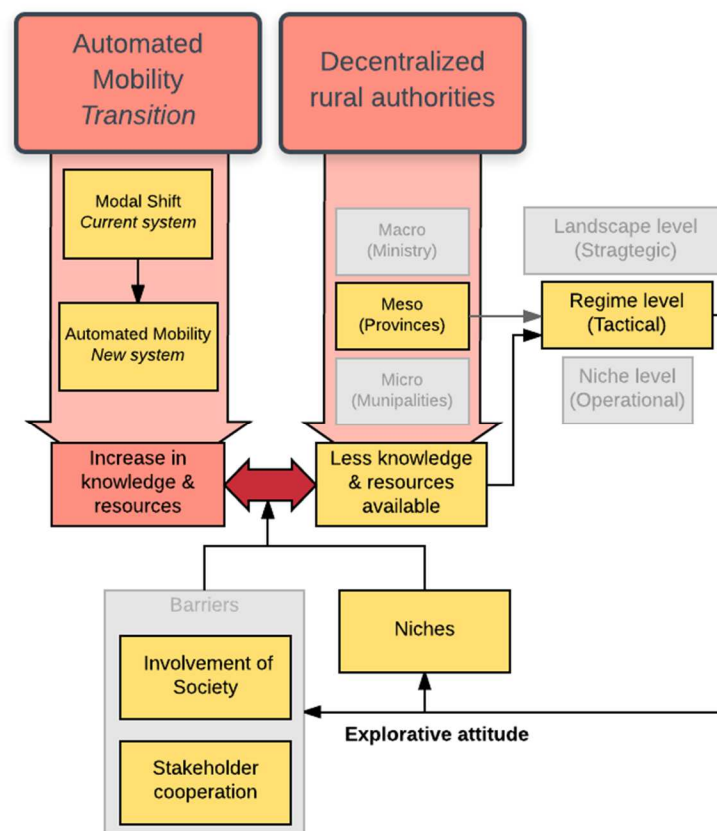 Automated
Mobility
Transition
Decentralized
rural authorities
Modal Shift
Current system
Automated Mobility
New system
Macro
(Ministry)
Meso
(Provinces)
Micro
(Munipalities)
Landscape level
(Stragtegic)
Regime level
(Tactical)
Niche level
(Operational)
Increase in
knowledge &
resources
Less knowledge
& resources
available
Barriers
Involvement of
Society
Stakeholder
cooperation
Niches
Explorative attitude